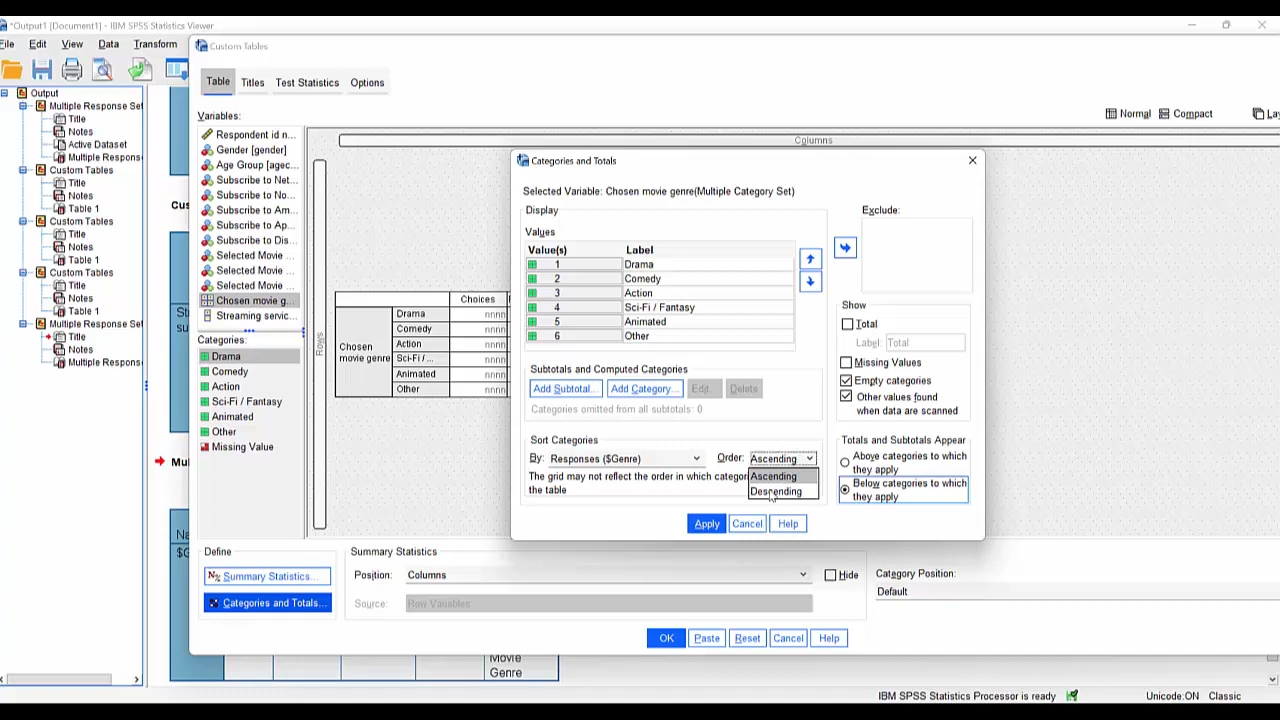 *Output1 [Document1] - IBM SPSS Statistics Viewer
File Edit View Data Transform
Custom Tables
Table Titles Test Statistics Options
Output
Multiple Response Set
Title
Notes
Active Dataset
Multiple Respons
Custom Tables
Title
Notes
Table 1
Custom Tables
Title
Notes
Table 1
Custom Tables
Title
Notes
Table 1
Multiple Response Set
Title
Notes
Multiple Respons
Cus
Mul
$G
Movie
Genre
Variables:
Respondent id n...
Gender [gender]
Age Group [agec...
Subscribe to Net...
Subscribe to No...
Subscribe to Am...
Subscribe to Ap...
Subscribe to Dis...
Selected Movie ...
Selected Movie ...
Selected Movie ...
Chosen movie g...
Streaming servic...
Categories:
Drama
Comedy
Action
Sci-Fi / Fantasy
Animated
Other
Missing Value
Normal Compact Lay
Columns
Rows
Choices
Chosen movie genre
Drama nnnn
Comedy nnnn
Action nnnn
Sci-Fi / ... nnnn
Animated nnnn
Other nnnn
Categories and Totals
Selected Variable: Chosen movie genre(Multiple Category Set)
Display
Values
Value(s) Label
1 Drama
2 Comedy
3 Action
4 Sci-Fi / Fantasy
5 Animated
6 Other
Subtotals and Computed Categories
Add Subtotal... Add Category... Edit... Delete
Categories omitted from all subtotals: 0
Sort Categories
By: Responses ($Genre) Order: Ascending
Ascending
Descending
The grid may not reflect the order in which categor
the table
Exclude:
Show
Total
Label: Total
Missing Values
Empty categories
Other values found
when data are scanned
Totals and Subtotals Appear
Above categories to which
they apply
Below categories to which
they apply
Apply Cancel Help
Define
Summary Statistics...
Categories and Totals...
Summary Statistics
Position: Columns Hide
Source: Row Variables
Category Position:
Default
OK Paste Reset Cancel Help
IBM SPSS Statistics Processor is ready Unicode:ON Classic